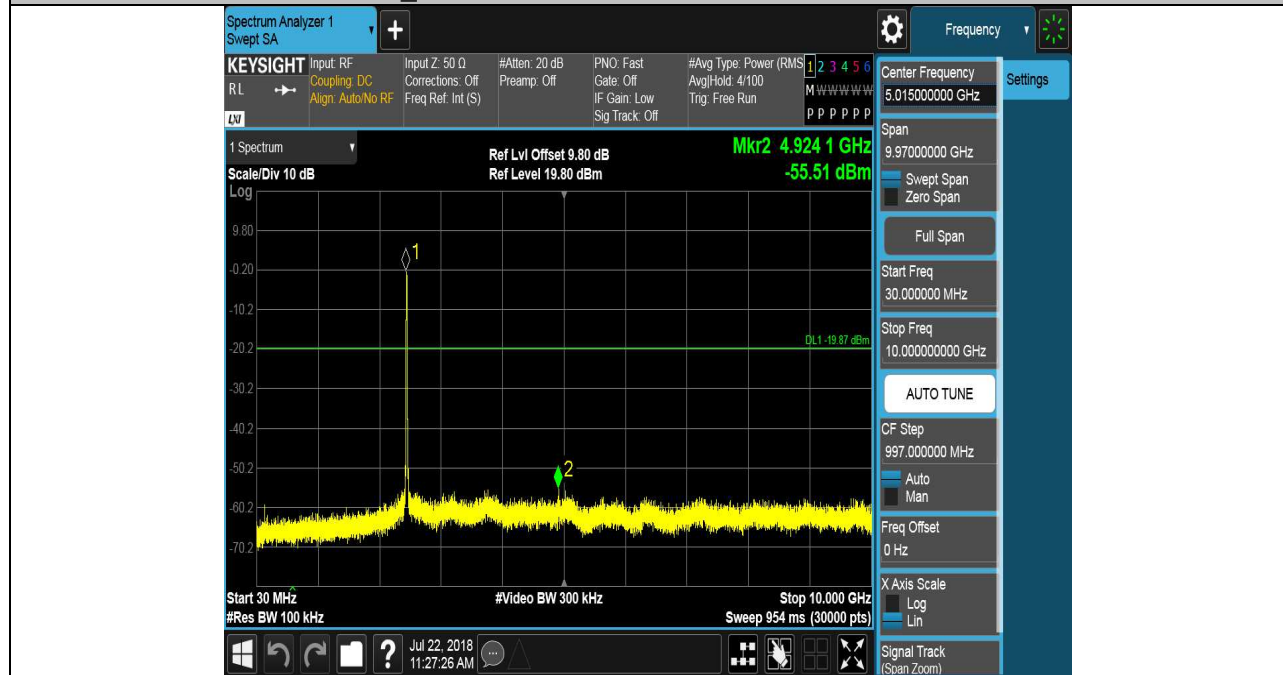 Spectrum Analyzer 1
Swept SA
+
Frequency
KEYSIGHT
RL
LXI
Input: RF
Coupling: DC
Align: Auto/No RF
Input Z: 50 Ω
Corrections: Off
Freq Ref: Int (S)
#Atten: 20 dB
Preamp: Off
PNO: Fast
Gate: Off
IF Gain: Low
Sig Track: Off
#Avg Type: Power (RMS
Avg|Hold: 4/100
Trig: Free Run
1 2 3 4 5 6
M W W W W W
P P P P P P
Center Frequency
5.015000000 GHz
Settings
1 Spectrum
Scale/Div 10 dB
Ref Lvl Offset 9.80 dB
Ref Level 19.80 dBm
Mkr2 4.924 1 GHz
-55.51 dBm
Span
9.97000000 GHz
Swept Span
Zero Span
Full Span
Start Freq
30.000000 MHz
Stop Freq
10.000000000 GHz
AUTO TUNE
CF Step
997.000000 MHz
Auto
Man
Freq Offset
0 Hz
X Axis Scale
Log
Lin
Signal Track
(Span Zoom)
Log
9.80
-0.20
-10.2
-20.2
-30.2
-40.2
-50.2
-60.2
-70.2
1
DL1 -19.87 dBm
2
Start 30 MHz
#Res BW 100 kHz
#Video BW 300 kHz
Stop 10.000 GHz
Sweep 954 ms (30000 pts)
?
Jul 22, 2018
11:27:26 AM